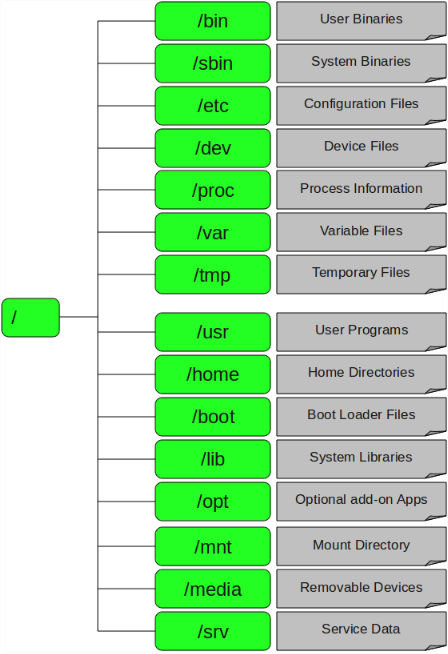 /bin User Binaries
/sbin System Binaries
/etc Configuration Files
/dev Device Files
/proc Process Information
/var Variable Files
/tmp Temporary Files
/
/usr User Programs
/home Home Directories
/boot Boot Loader Files
/lib System Libraries
/opt Optional add-on Apps
/mnt Mount Directory
/media Removable Devices
/srv Service Data